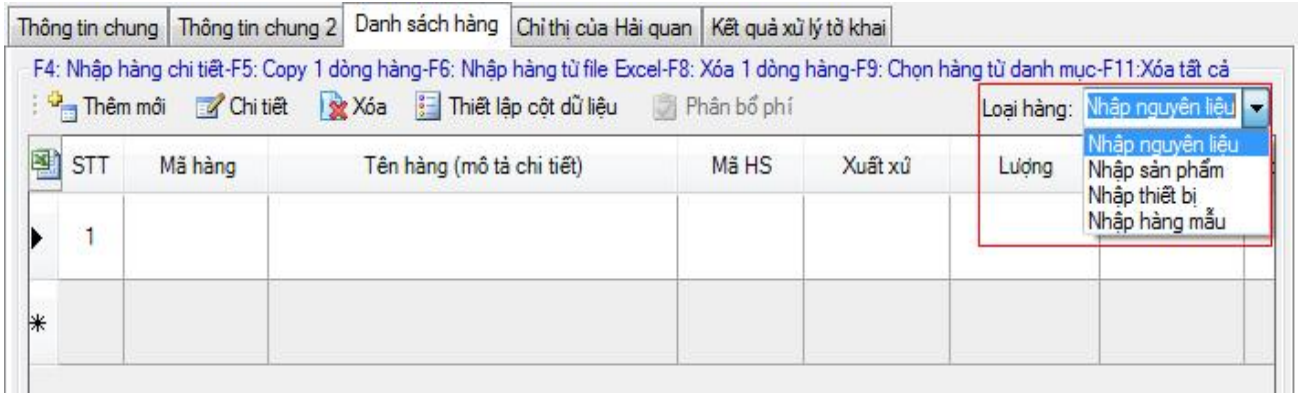 Thông tin chung Thông tin chung 2 Danh sách hàng Chỉ thị của Hải quan Kết quả xử lý tờ khai
F4: Nhập hàng chi tiết-F5: Copy 1 dòng hàng-F6: Nhập hàng từ file Excel-F8: Xóa 1 dòng hàng-F9: Chọn hàng từ danh mục-F11:Xóa tất cả
Thêm mới Chi tiết Xóa Thiết lập cột dữ liệu Phân bổ phí Loại hàng: Nhập nguyên liệu
Nhập nguyên liệu
Nhập sản phẩm
Nhập thiết bị
Nhập hàng mẫu
STT Mã hàng Tên hàng (mô tả chi tiết) Mã HS Xuất xứ Lượng
1